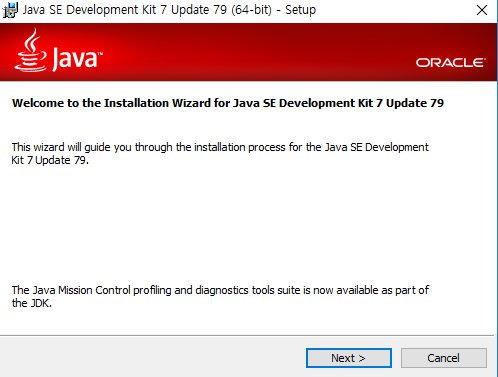 Java SE Development Kit 7 Update 79 (64-bit) - Setup
Java™
ORACLE
Welcome to the Installation Wizard for Java SE Development Kit 7 Update 79
This wizard will guide you through the installation process for the Java SE Development
Kit 7 Update 79.
The Java Mission Control profiling and diagnostics tools suite is now available as part of
the JDK.
Next >
Cancel